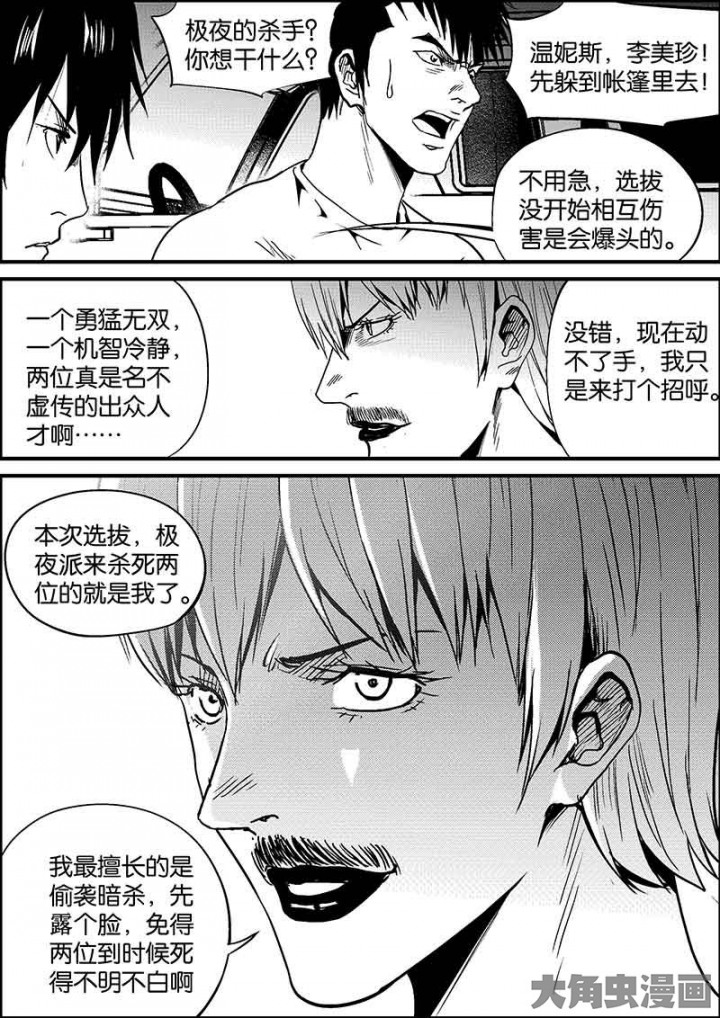 极夜的杀手?
你想干什么?
温妮斯，李美珍!
先躲到帐篷里去!
不用急，选拔
没开始相互伤
害是会爆头的。
一个勇猛无双，
一个机智冷静，
两位真是名不
虚传的出众人
才啊……
没错，现在动
不了手，我只
是来打个招呼。
本次选拔，极
夜派来杀死两
位的就是我了。
我最擅长的是
偷袭暗杀，先
露个脸，免得
两位到时候死
得不明不白啊
大角虫漫画